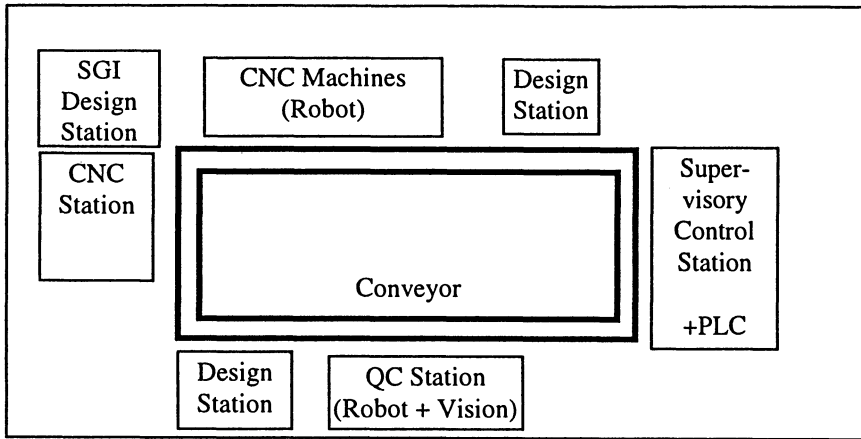 SGI
Design
Station
CNC Machines
(Robot)
Design
Station
CNC
Station
Super-
visory
Control
Station
+PLC
Conveyor
Design
Station
QC Station
(Robot + Vision)